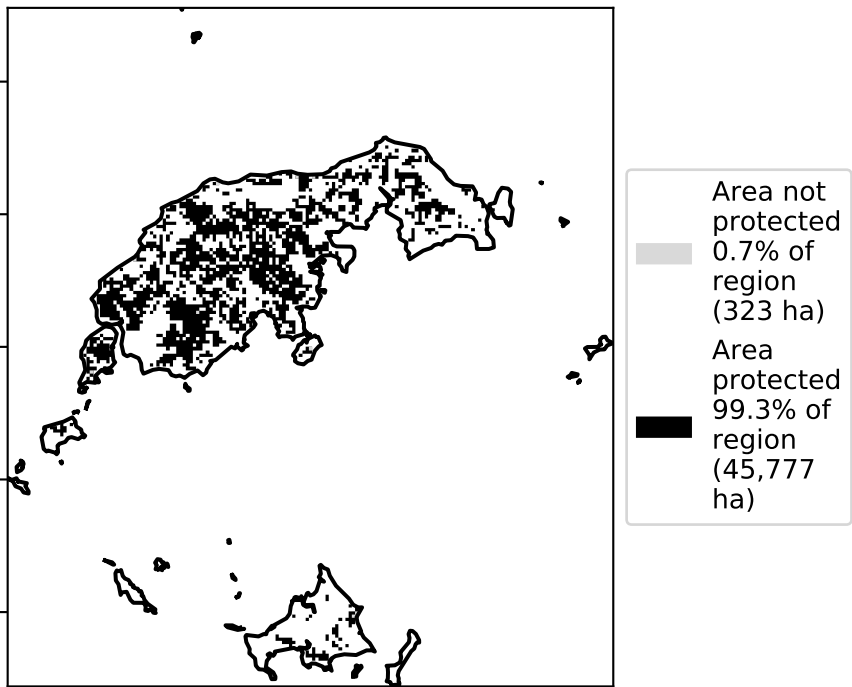 Area not
protected
0.7% of
region
(323 ha)
Area
protected
99.3% of
region
(45,777
ha)